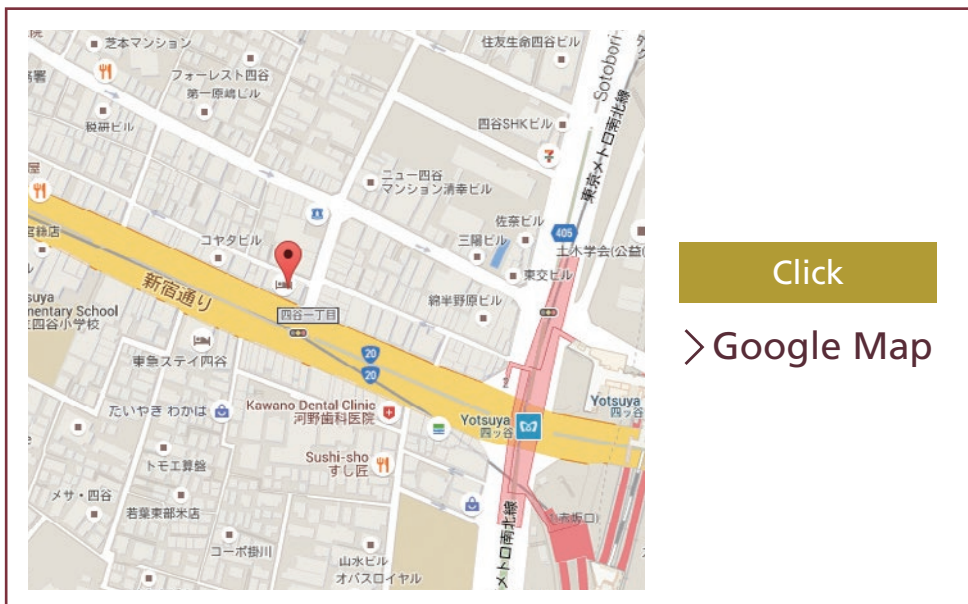 芝本マンション
住友生命四谷ビル
フォーレスト四谷
第一原嶋ビル
Sotobori-
税研ビル
四谷SHKビル
東京メトロ南北線
ニュー四谷
マンション清幸ビル
佐奈ビル
405
コヤタビル
三陽ビル
土木学会(公益(
東交ビル
新宿通り
綿半野原ビル
四谷一丁目
mentary School
四谷小学校
東急ステイ四谷
20
20
2
たいやき わかば
Kawano Dental Clinic
河野歯科医院
Yotsuya
四ッ谷
Yotsuya
四ッ谷
Sushi-sho
すし匠
トモエ算盤
メサ・四谷
若葉東部米店
コーポ掛川
山水ビル
オパスロイヤル
メトロ南北線
赤坂口)
Click
Google Map